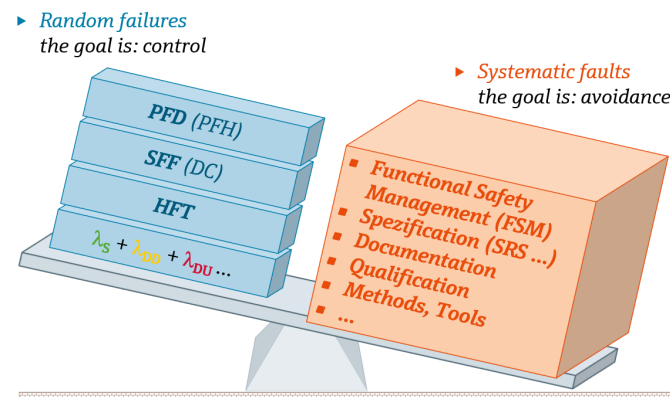 ► Random failures
the goal is: control
► Systematic faults
the goal is: avoidance
PFD (PFH)
SFF (DC)
HFT
λS + λDD + λDU ...
▪ Functional Safety
Management (FSM)
▪ Spezification (SRS ...)
▪ Documentation
▪ Qualification
▪ Methods, Tools
▪ ...